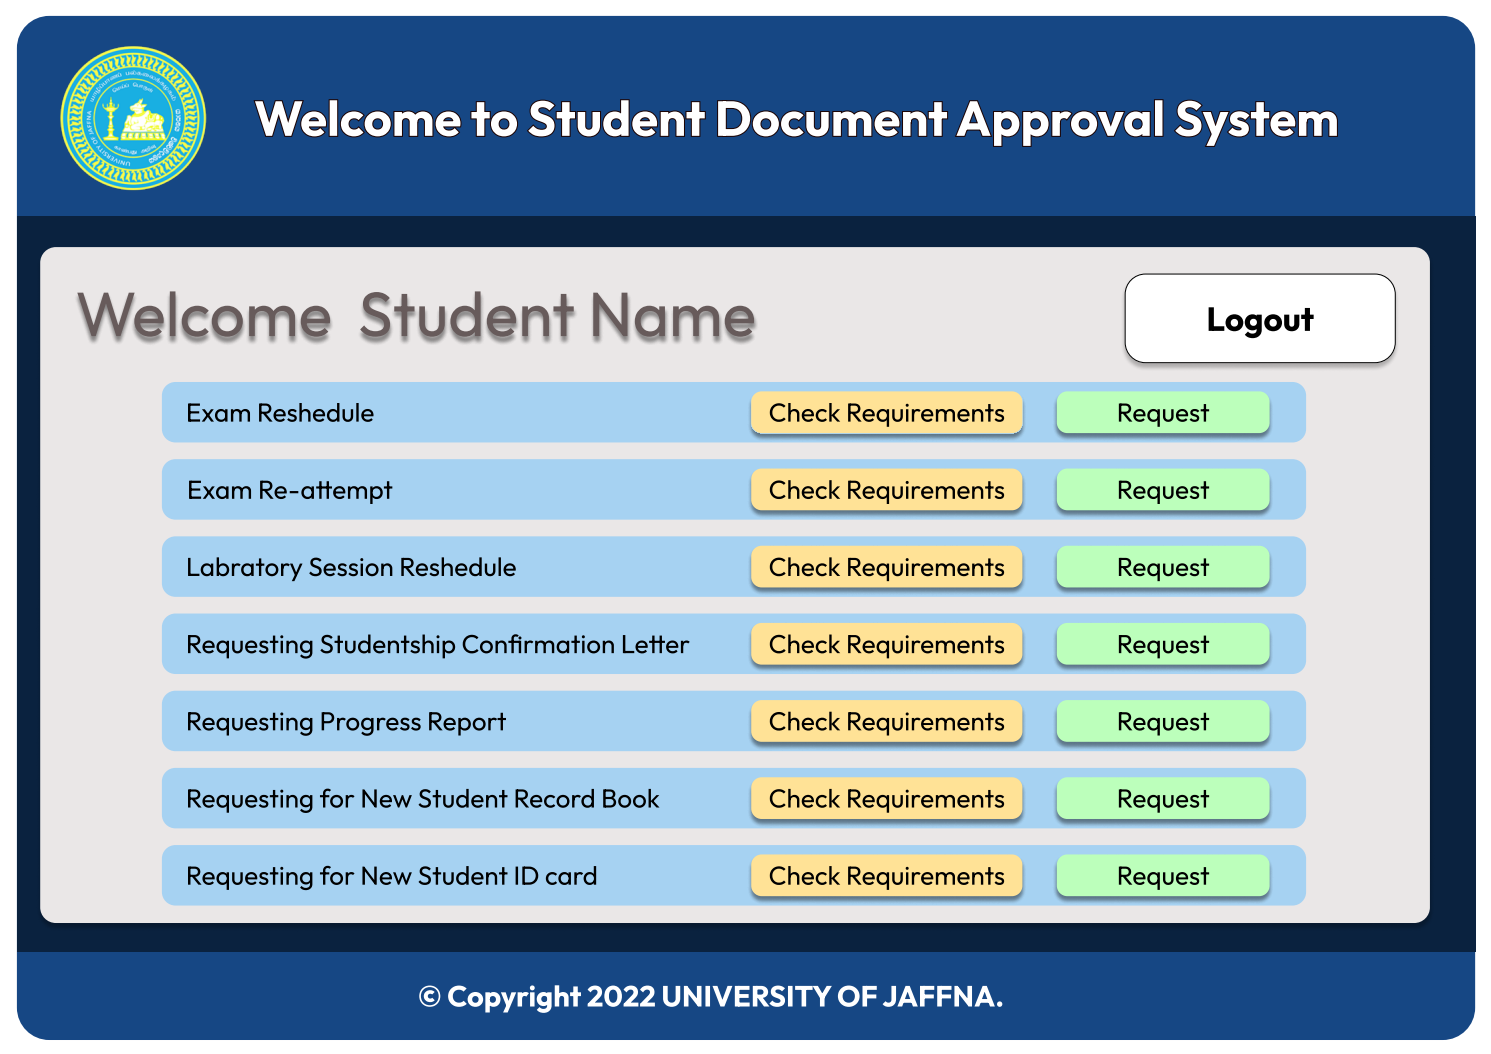 UNIVERSITY OF JAFFNA
Welcome to Student Document Approval System
Welcome Student Name
Logout
Exam Reshedule
Check Requirements
Request
Exam Re-attempt
Check Requirements
Request
Labratory Session Reshedule
Check Requirements
Request
Requesting Studentship Confirmation Letter
Check Requirements
Request
Requesting Progress Report
Check Requirements
Request
Requesting for New Student Record Book
Check Requirements
Request
Requesting for New Student ID card
Check Requirements
Request
© Copyright 2022 UNIVERSITY OF JAFFNA.